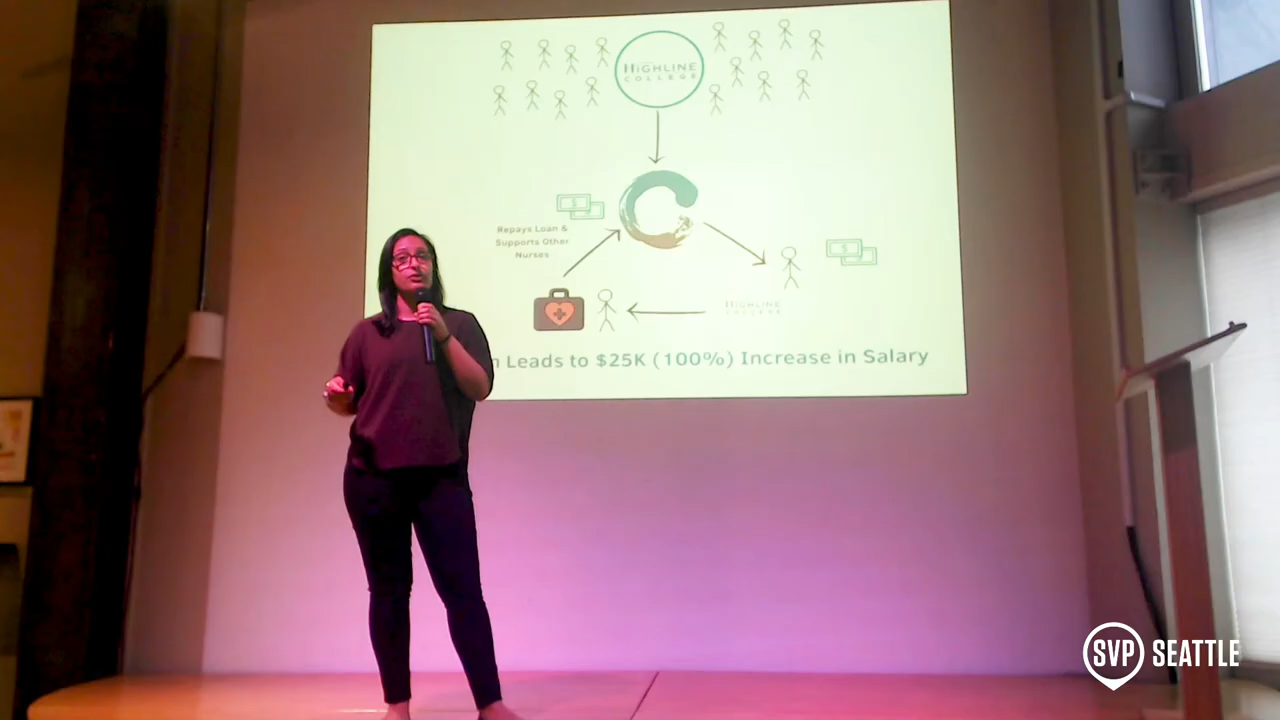 HIGHLINE
COLLEGE
$
Repays Loan &
Supports Other
Nurses
$
HIGHLINE
COLLEGE
Leads to $25K (100%) Increase in Salary
SVP SEATTLE